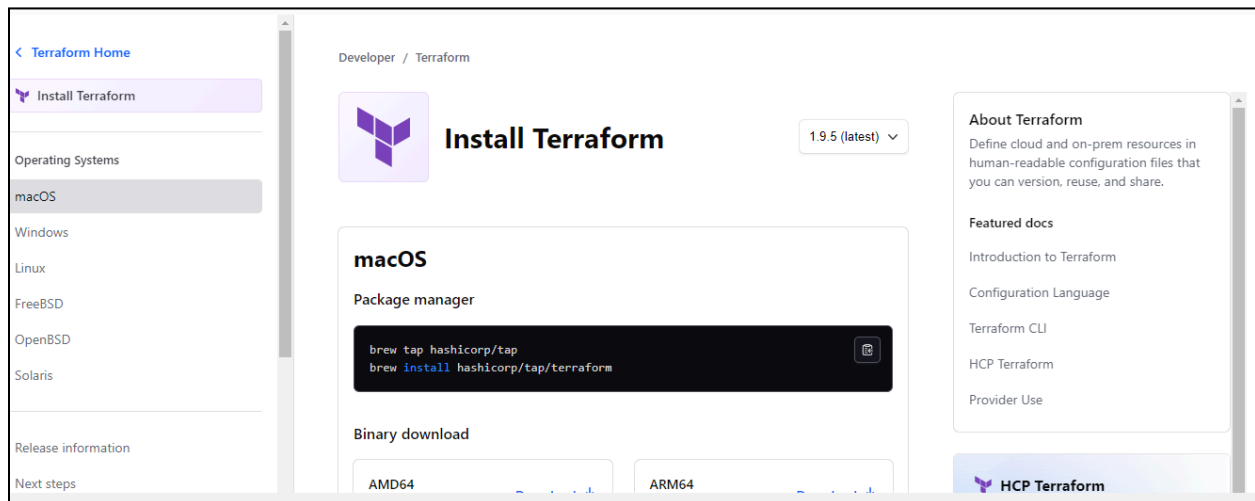 Terraform Home
Install Terraform
Operating Systems
macOS
Windows
Linux
FreeBSD
OpenBSD
Solaris
Release information
Next steps
Developer / Terraform
Install Terraform
1.9.5 (latest)
macOS
Package manager
brew tap hashicorp/tap
brew install hashicorp/tap/terraform
Binary download
AMD64
ARM64
About Terraform
Define cloud and on-prem resources in
human-readable configuration files that
you can version, reuse, and share.
Featured docs
Introduction to Terraform
Configuration Language
Terraform CLI
HCP Terraform
Provider Use
HCP Terraform